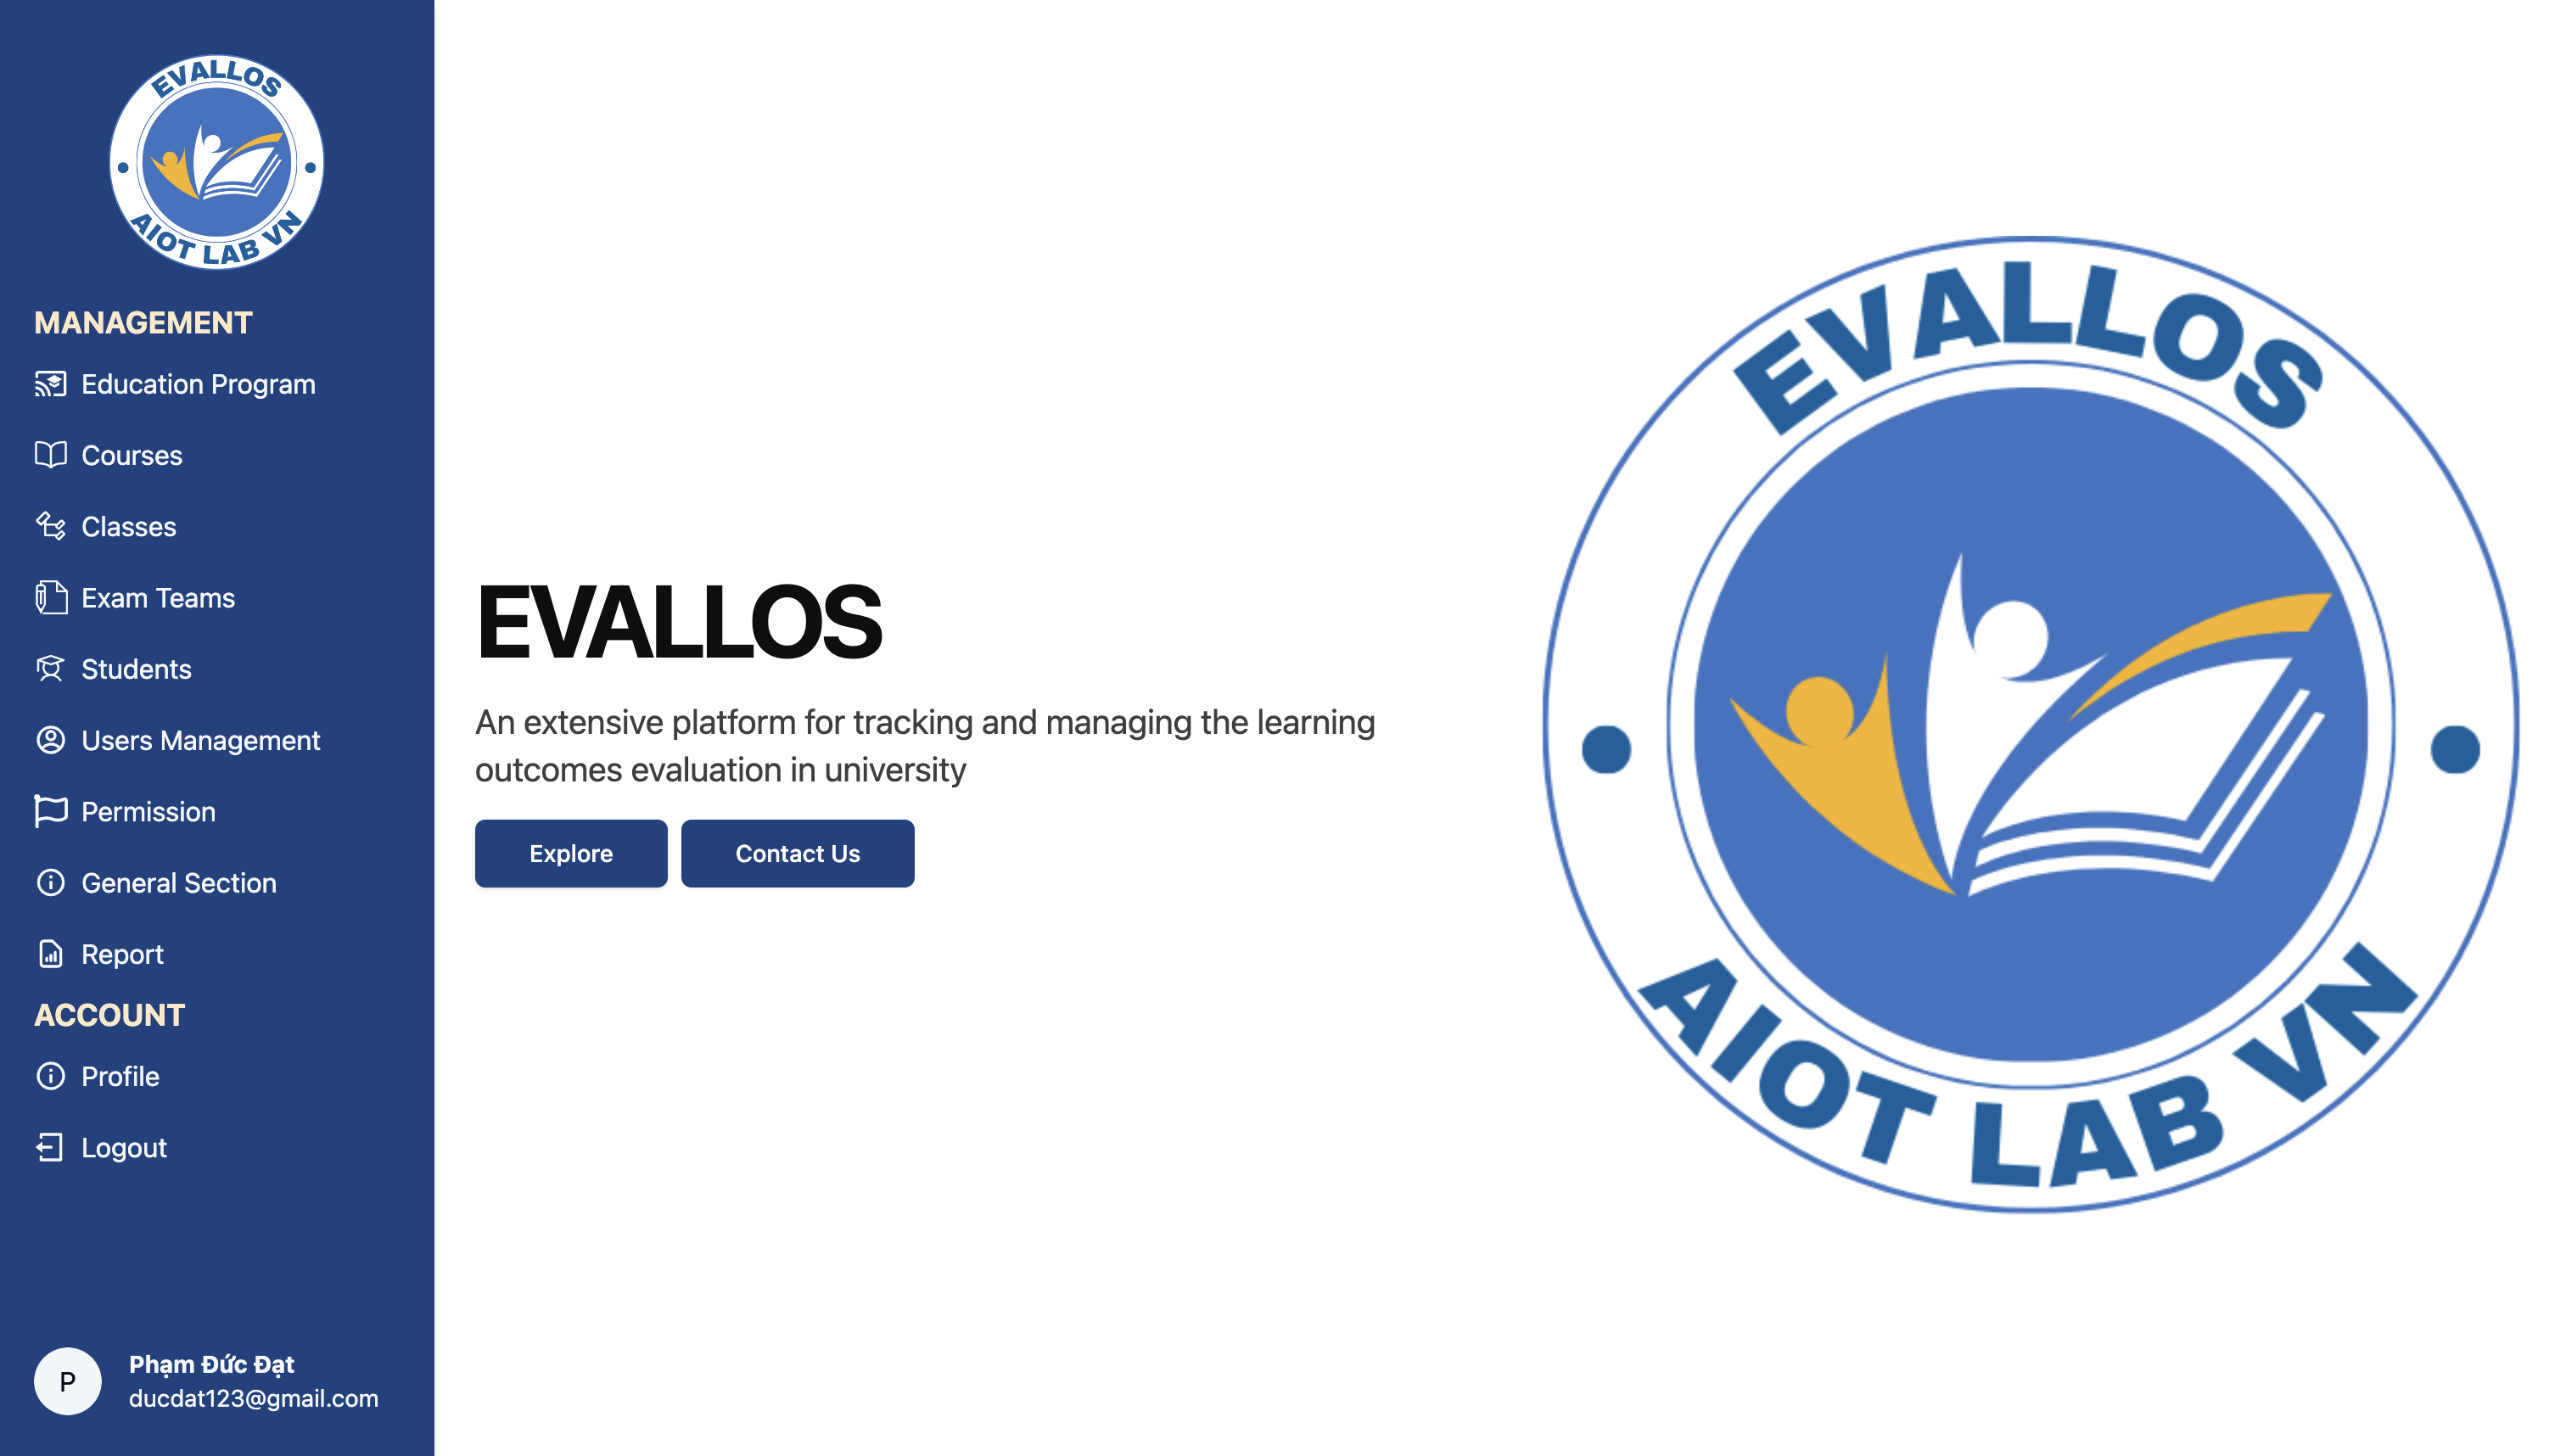 EVALLOS
AIOT LAB VN
MANAGEMENT
Education Program
Courses
Classes
Exam Teams
Students
Users Management
Permission
General Section
Report
ACCOUNT
Profile
Logout
P
Phạm Đức Đạt
ducdat123@gmail.com
EVALLOS
An extensive platform for tracking and managing the learning
outcomes evaluation in university
Explore
Contact Us
EVALLOS
AIOT LAB VN